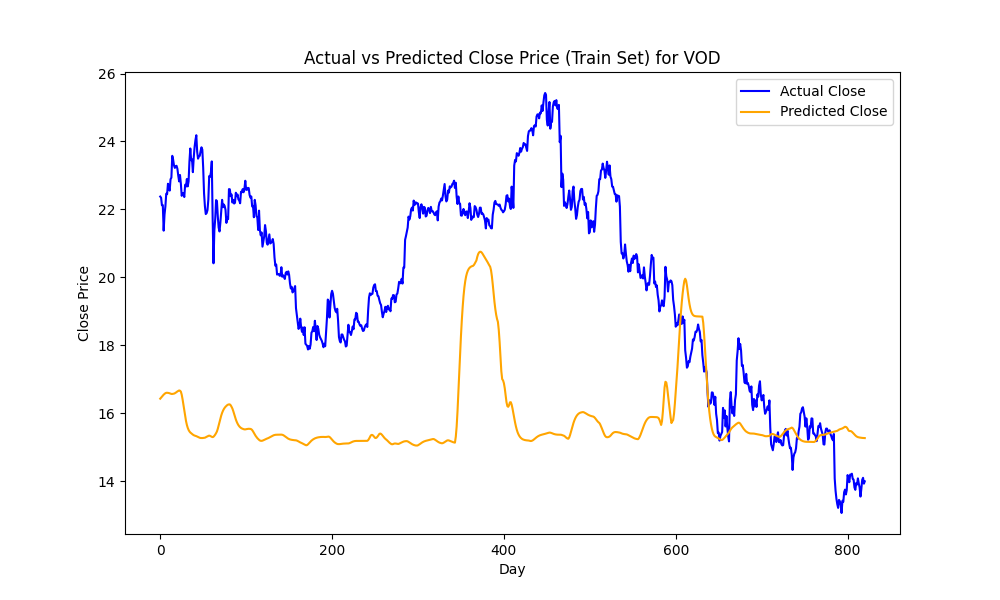 Actual vs Predicted Close Price (Train Set) for VOD
26
24
22
20
18
16
14
Close Price
Actual Close
Predicted Close
0 200 400 600 800
Day